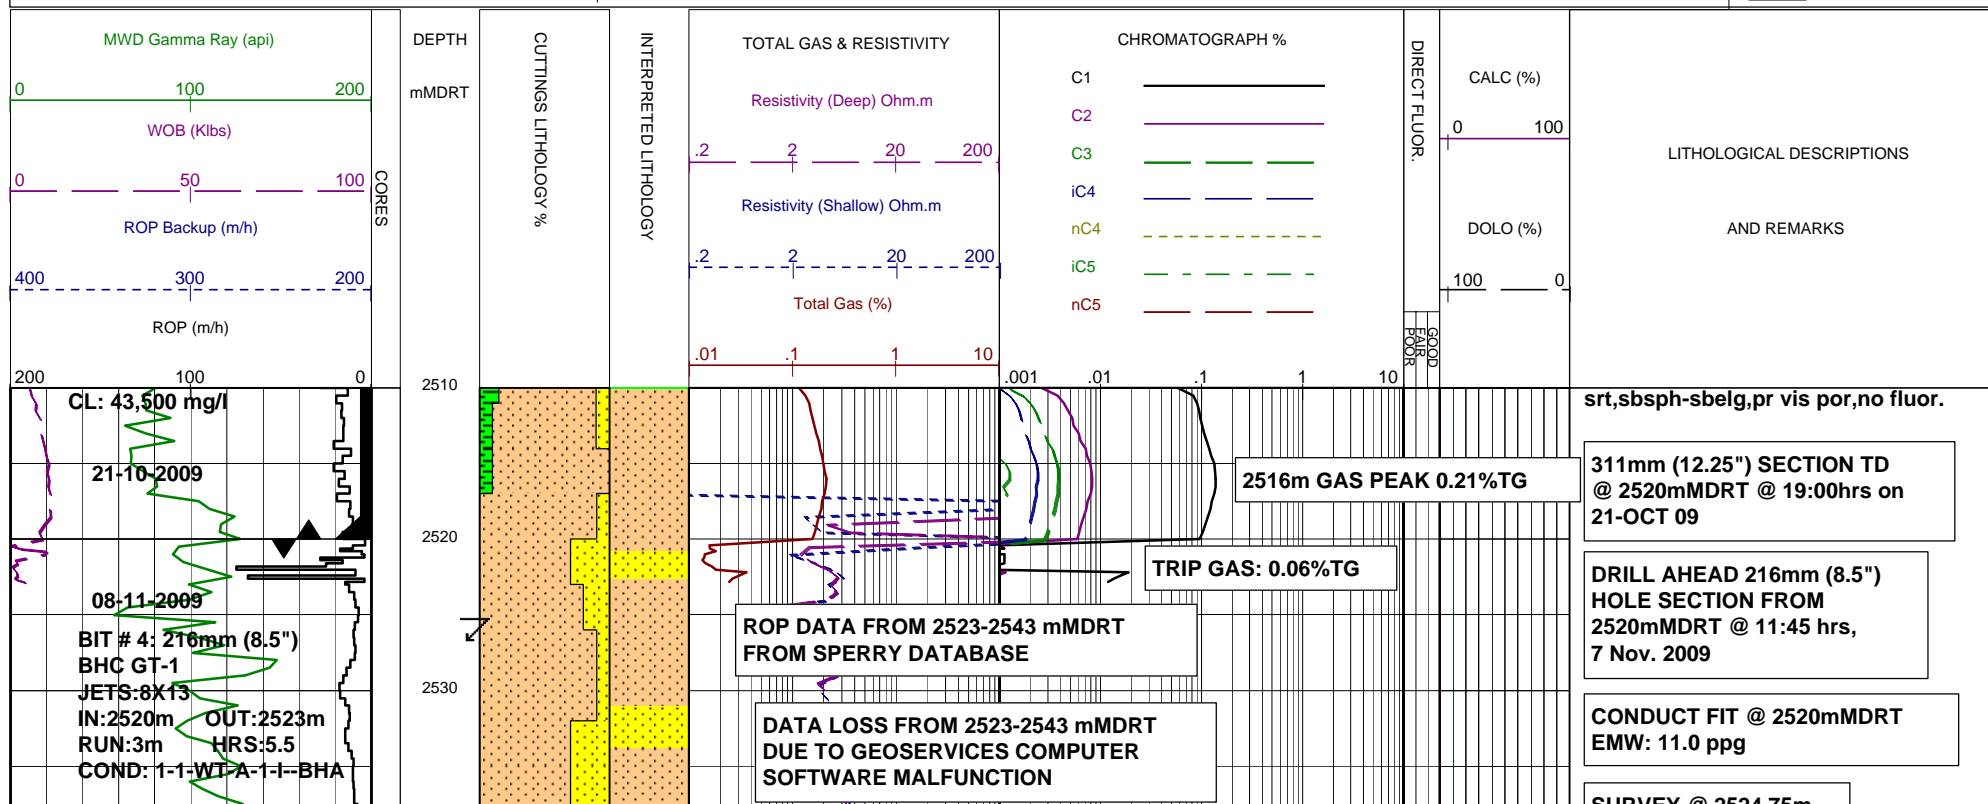 MWD Gamma Ray (api)
0 100 200
WOB (Klbs)
0 50 100
ROP Backup (m/h)
400 300 200
ROP (m/h)
200 100 0
CORES
DEPTH
mMDRT
CUTTINGS LITHOLOGY %
INTERPRETED LITHOLOGY
TOTAL GAS & RESISTIVITY
Resistivity (Deep) Ohm.m
.2 2 20 200
Resistivity (Shallow) Ohm.m
.2 2 20 200
Total Gas (%)
.01 .1 1 10
CHROMATOGRAPH %
C1
C2
C3
iC4
nC4
iC5
nC5
.001 .01 .1 1 10
DIRECT FLUOR.
POOR
FAIR
GOOD
CALC (%)
0 100
DOLO (%)
100 0
LITHOLOGICAL DESCRIPTIONS
AND REMARKS
CL: 43,500 mg/l
21-10-2009
08-11-2009
BIT # 4: 216mm (8.5")
BHC GT-1
JETS:8X13
IN:2520m OUT:2523m
RUN:3m HRS:5.5
COND: 1-1-WT-A-1-I--BHA
2510
2520
2530
2516m GAS PEAK 0.21%TG
TRIP GAS: 0.06%TG
ROP DATA FROM 2523-2543 mMDRT
FROM SPERRY DATABASE
DATA LOSS FROM 2523-2543 mMDRT
DUE TO GEOSERVICES COMPUTER
SOFTWARE MALFUNCTION
srt,sbsph-sbelg,pr vis por,no fluor.
311mm (12.25") SECTION TD
@ 2520mMDRT @ 19:00hrs on
21-OCT 09
DRILL AHEAD 216mm (8.5")
HOLE SECTION FROM
2520mMDRT @ 11:45 hrs,
7 Nov. 2009
CONDUCT FIT @ 2520mMDRT
EMW: 11.0 ppg
SURVEY @ 2524.75m